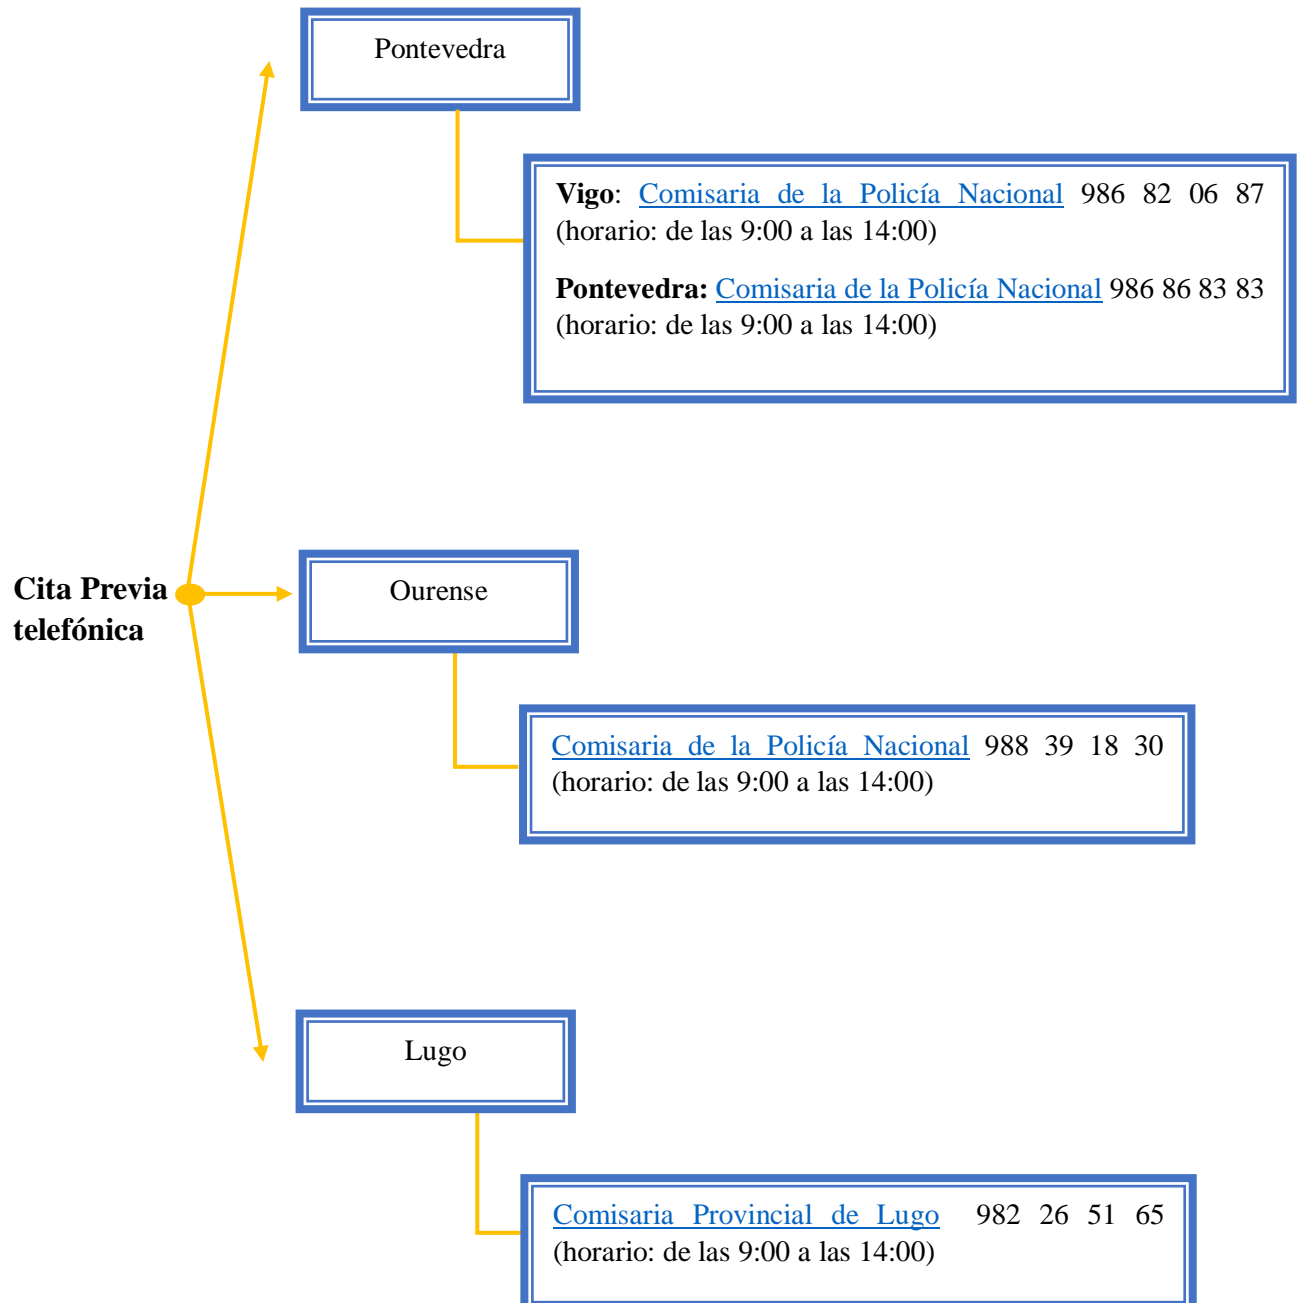 Pontevedra
Vigo: Comisaria de la Policía Nacional 986 82 06 87
(horario: de las 9:00 a las 14:00)
Pontevedra: Comisaria de la Policía Nacional 986 86 83 83
(horario: de las 9:00 a las 14:00)
Cita Previa
telefónica
Ourense
Comisaria de la Policía Nacional 988 39 18 30
(horario: de las 9:00 a las 14:00)
Lugo
Comisaria Provincial de Lugo 982 26 51 65
(horario: de las 9:00 a las 14:00)